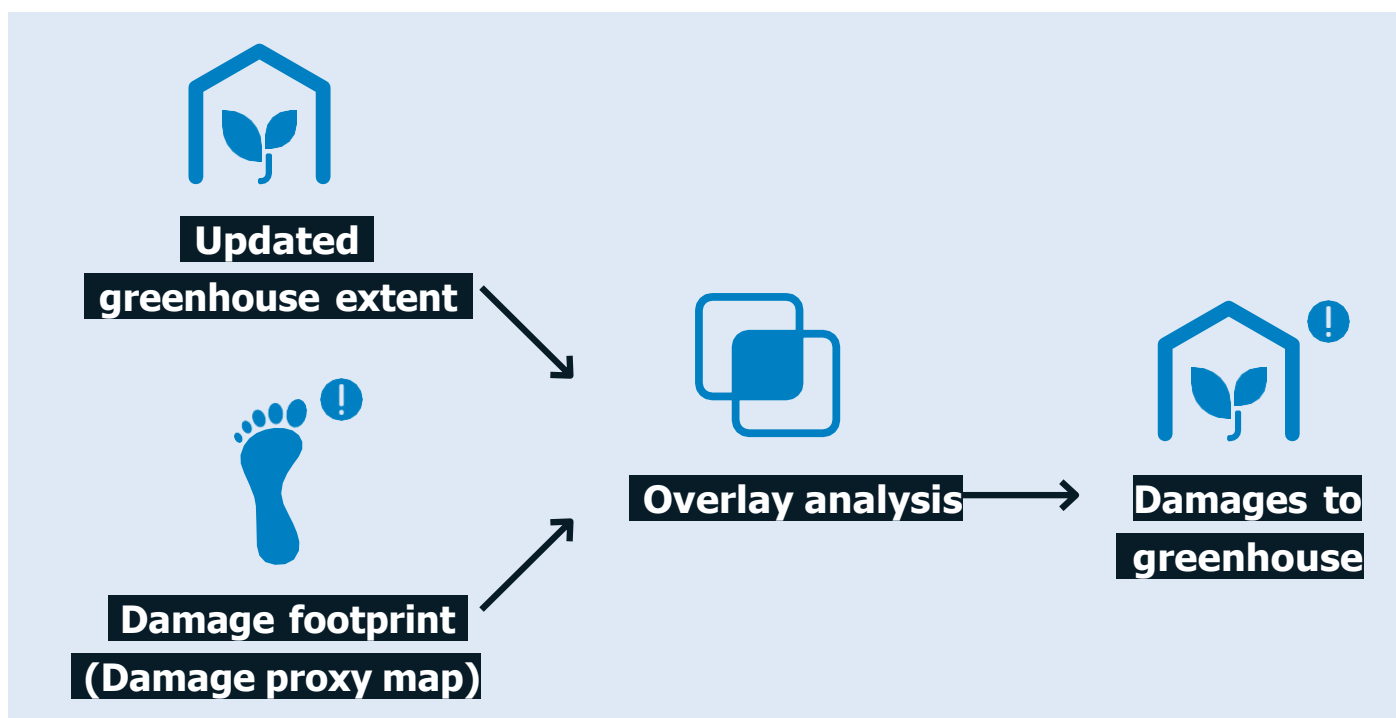 Updated
greenhouse extent
Damage footprint
(Damage proxy map)
Overlay analysis
Damages to
greenhouse